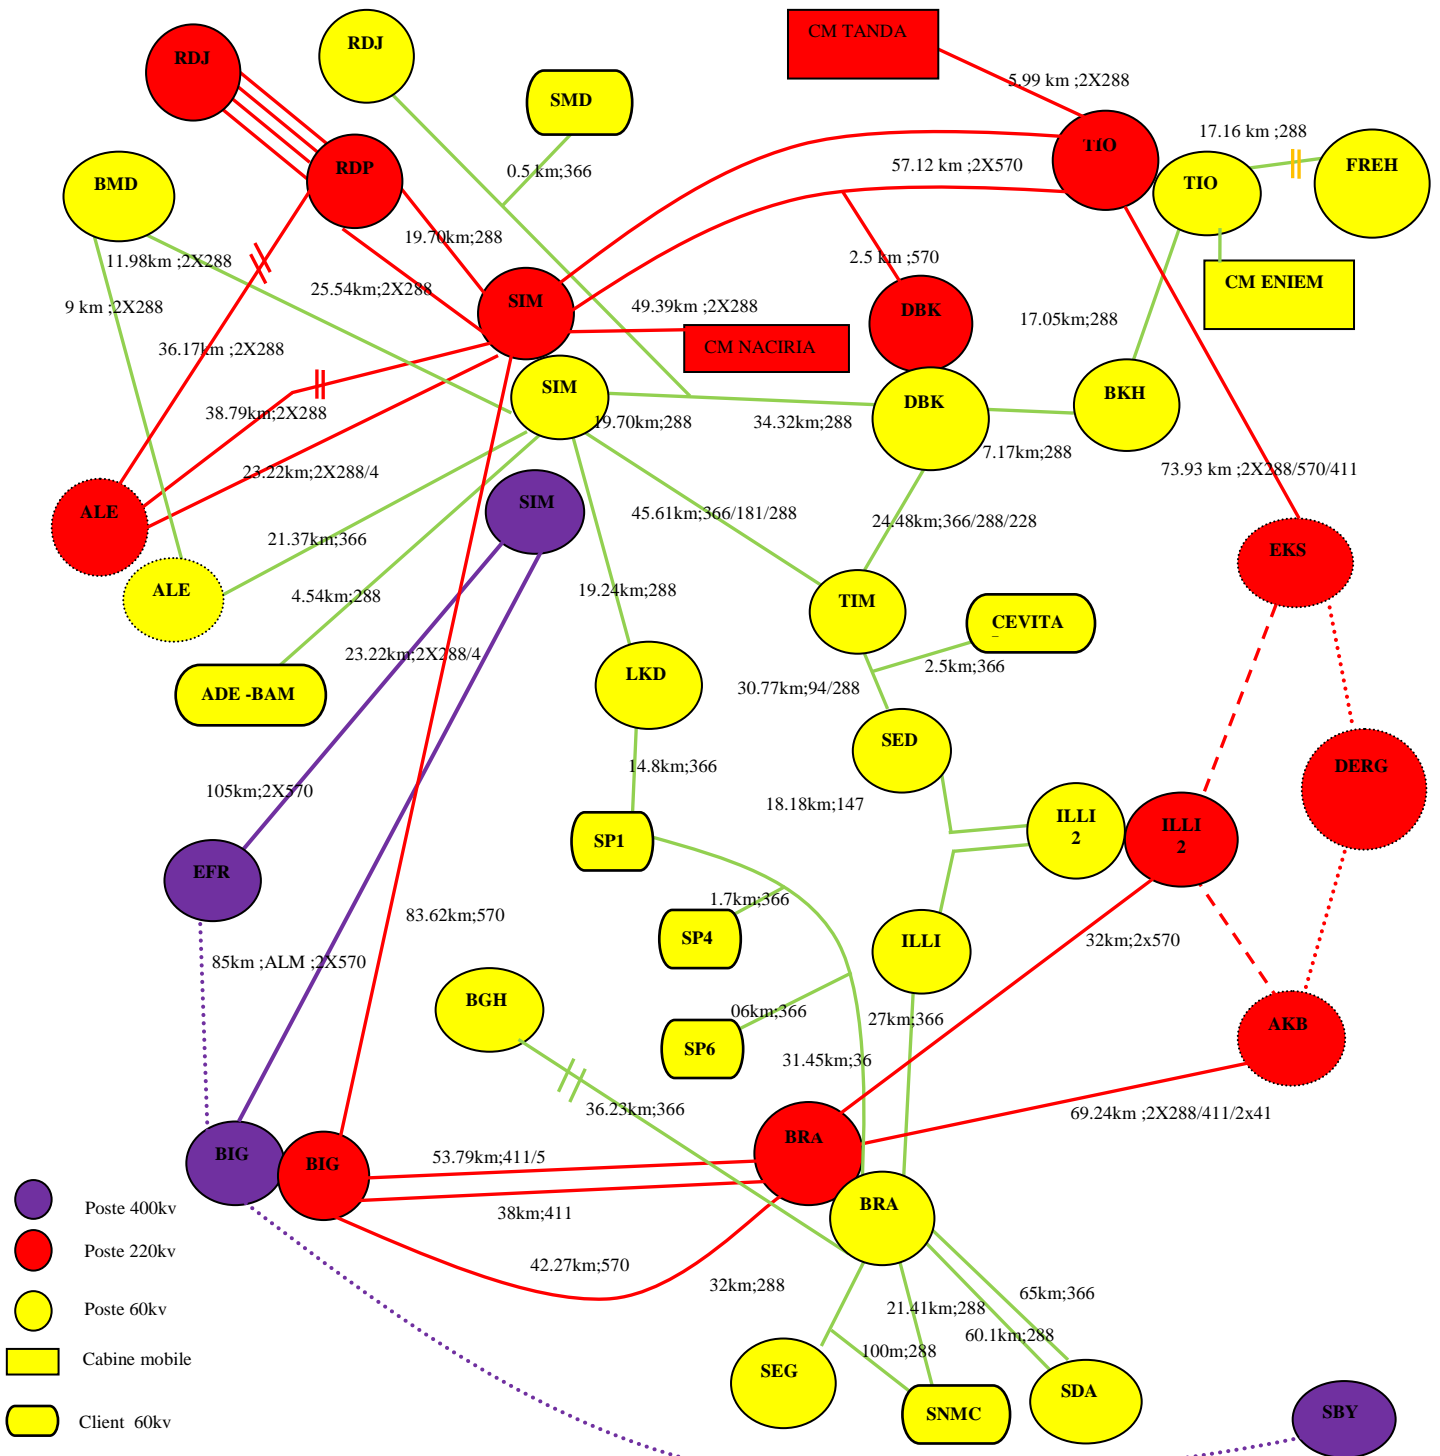 CM TANDA
RDJ
RDJ
5.99 km ;2X288
SMD
17.16 km ;288
TIO
RDP
0.5 km;366
57.12 km ;2X570
FREH
BMD
TIO
19.70km;288
11.98km ;2X288
2.5 km ;570
25.54km;2X288
CM ENIEM
9 km ;2X288
SIM
49.39km ;2X288
DBK
17.05km;288
36.17km ;2X288
CM NACIRIA
SIM
DBK
BKH
38.79km;2X288
19.70km;288
34.32km;288
7.17km;288
23.22km;2X288/4
73.93 km ;2X288/570/411
SIM
ALE
45.61km;366/181/288
24.48km;366/288/228
21.37km;366
EKS
ALE
4.54km;288
19.24km;288
TIM
CEVITA
23.22km;2X288/4
2.5km;366
LKD
30.77km;94/288
ADE -BAM
SED
14.8km;366
DERG
105km;2X570
18.18km;147
ILLI
2
ILLI
2
SP1
EFR
1.7km;366
83.62km;570
SP4
ILLI
32km;2x570
85km ;ALM ;2X570
BGH
06km;366
27km;366
AKB
SP6
31.45km;36
36.23km;366
69.24km ;2X288/411/2x41
BRA
BIG
BIG
53.79km;411/5
BRA
Poste 400kv
38km;411
Poste 220kv
42.27km;570
32km;288
65km;366
21.41km;288
Poste 60kv
60.1km;288
100m;288
Cabine mobile
SEG
SDA
SNMC
SBY
Client 60kv